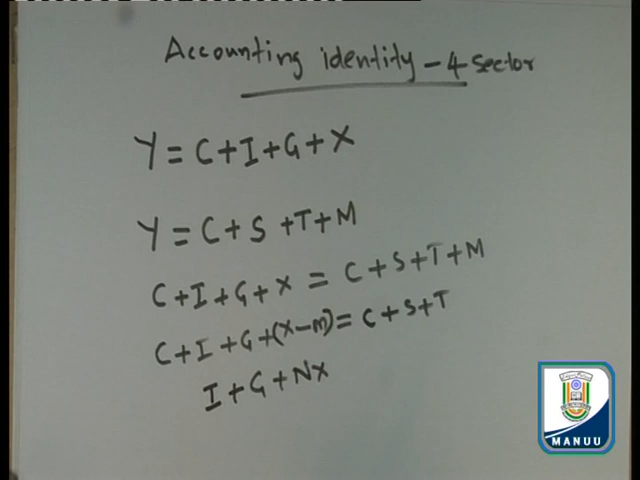 Accounting identity - 4 sector
Y = C+I+G+X
Y = C+S+T+M
C+I+G+X = C+S+T+M
C+I+G+(X-M)= C+S+T
I+G+NX
MANUU